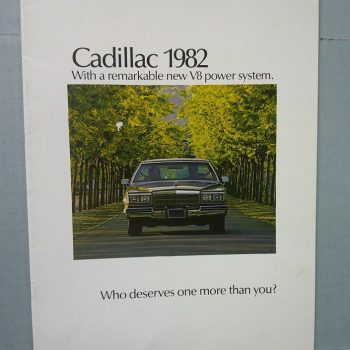 Cadillac 1982
With a remarkable new V8 power system.
Who deserves one more than you?